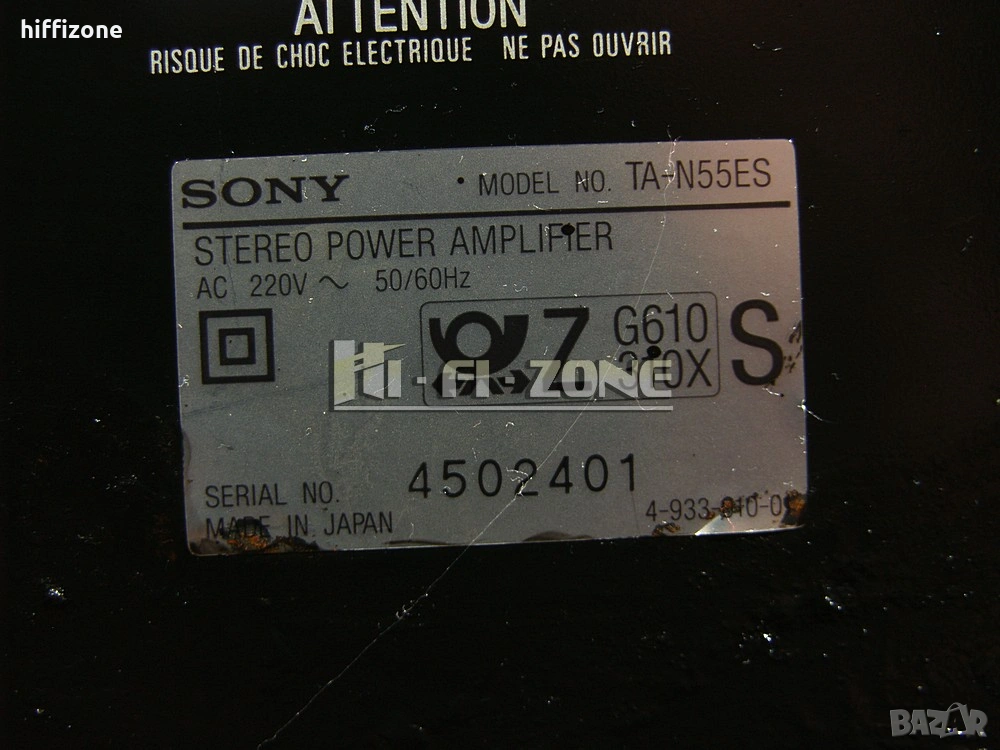 hiffizone
ATTENTION
RISQUE DE CHOC ELECTRIQUE NE PAS OUVRIR
SONY
MODEL NO. TA-N55ES
STEREO POWER AMPLIFIER
AC 220V ~ 50/60Hz
Z G610 S
HI-FI-ZONE
SERIAL NO. 4502401
MADE IN JAPAN
BAZAR